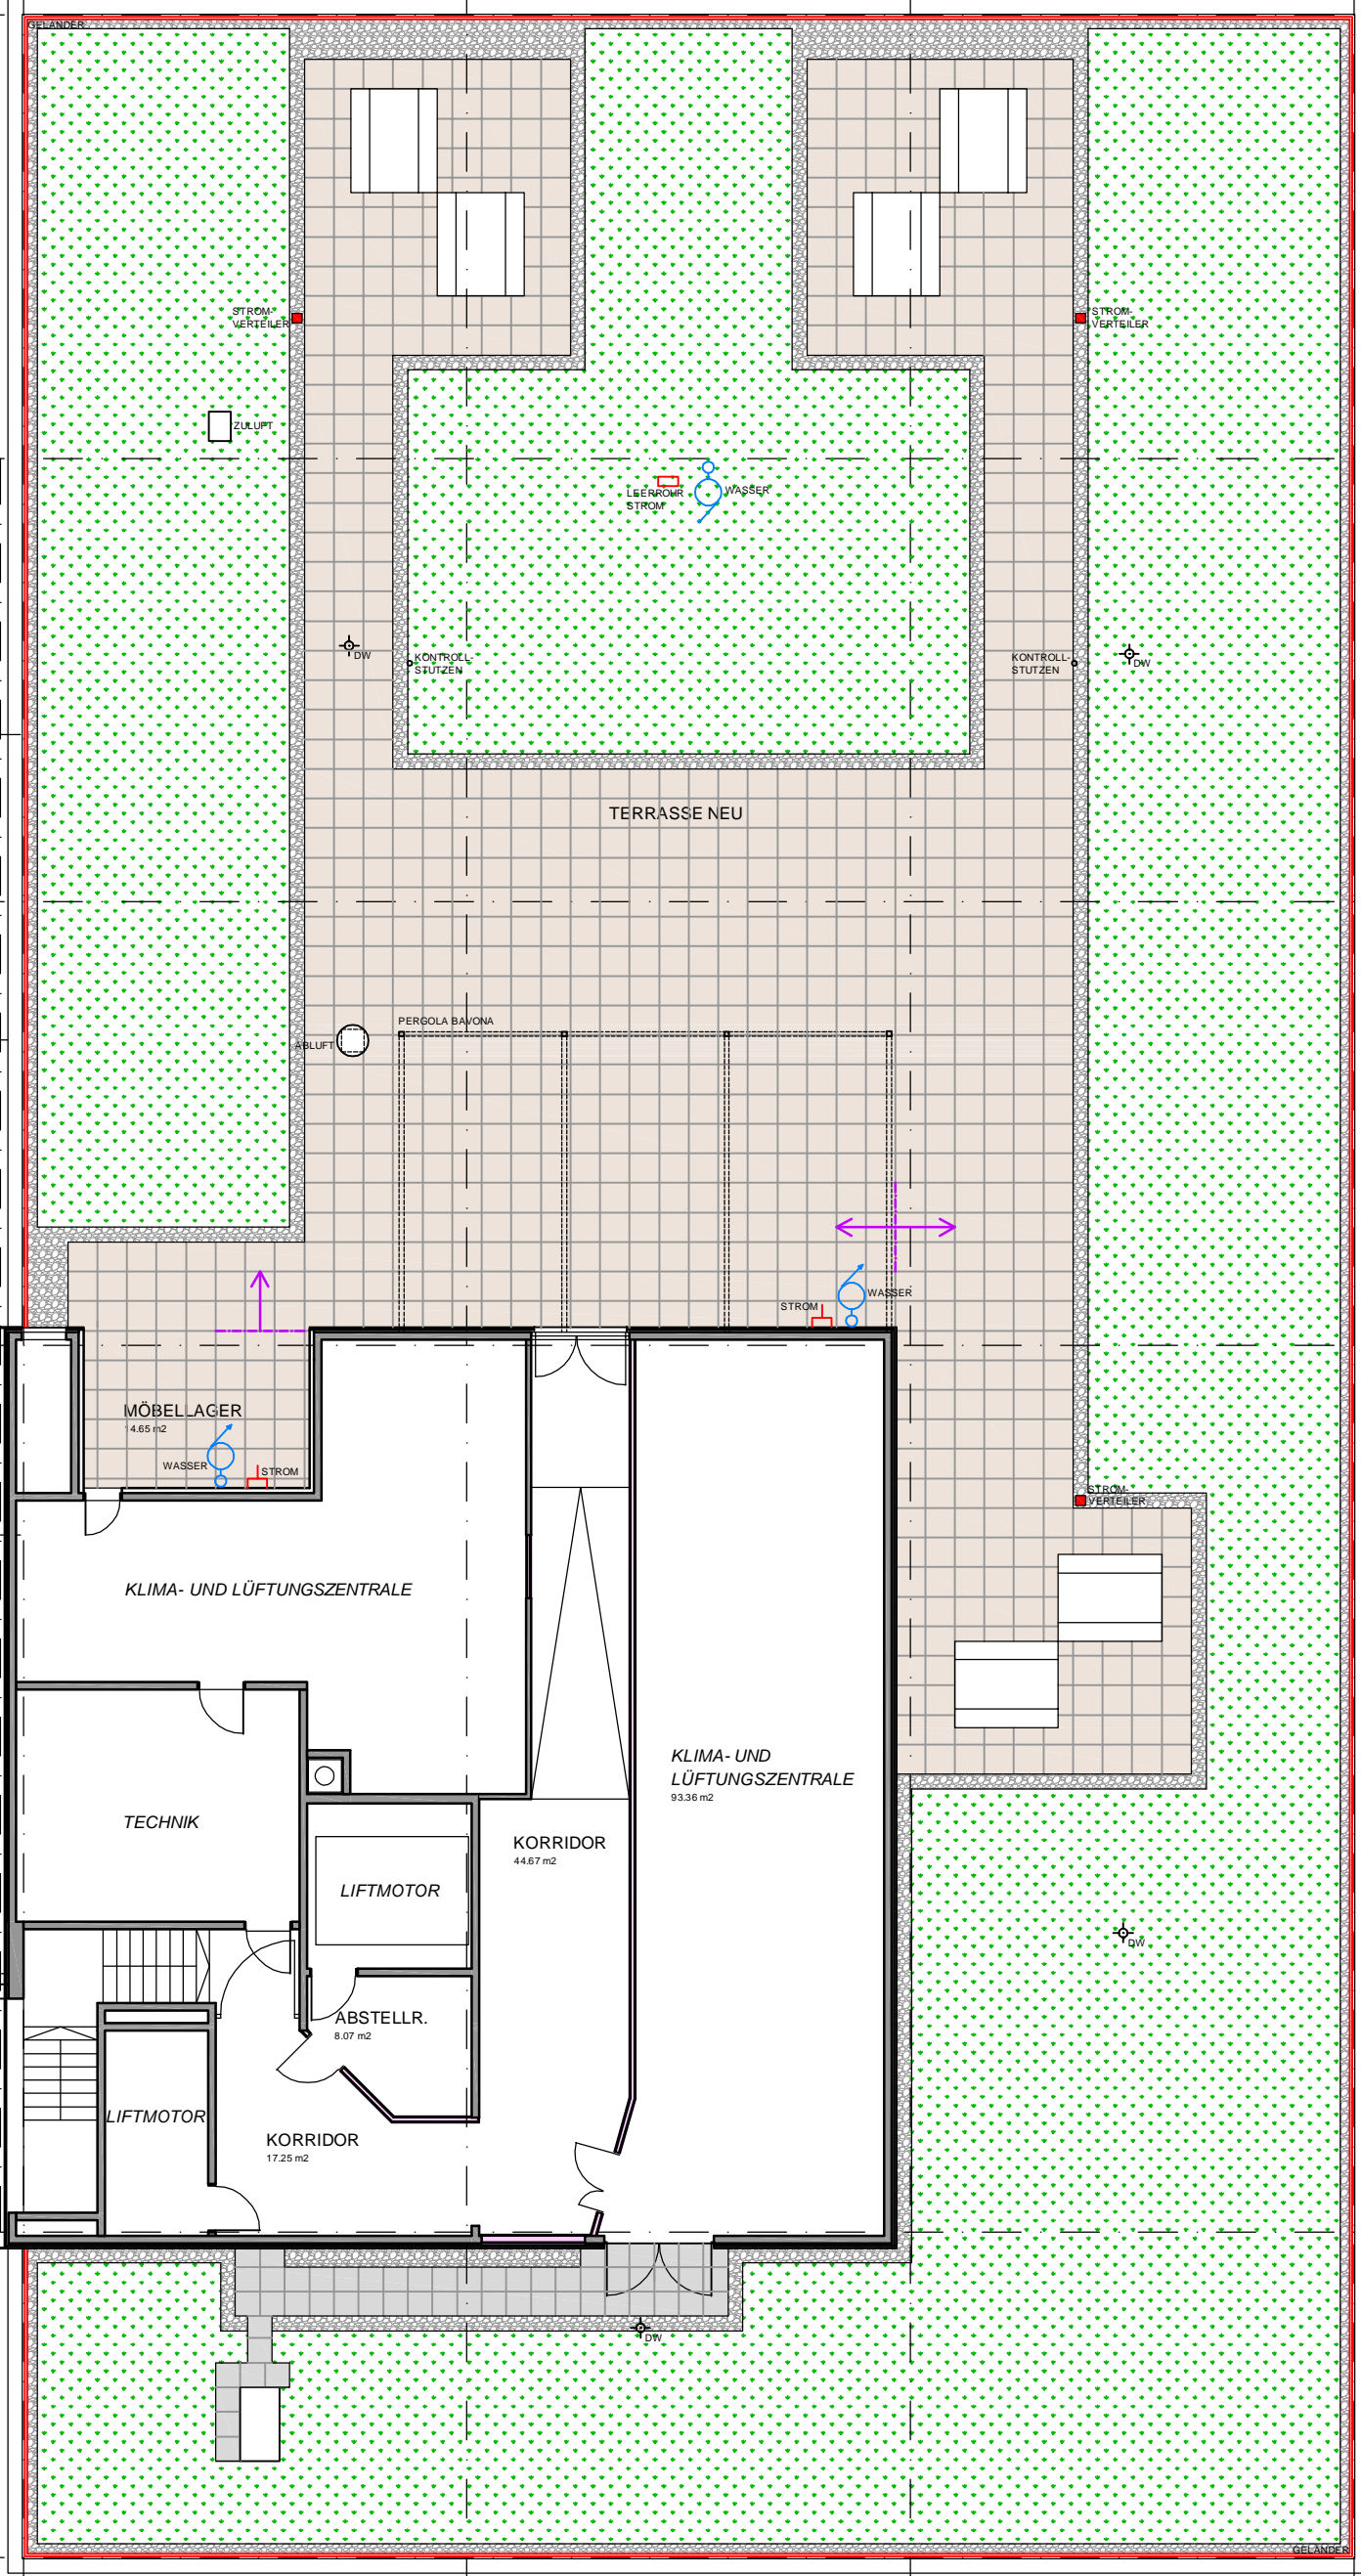 GELÄNDER
STROM-
VERTEILER
STROM-
VERTEILER
ZULUFT
LEERROHR
STROM
WASSER
DW
KONTROLL-
STUTZEN
KONTROLL-
STUTZEN
DW
TERRASSE NEU
PERGOLA BAVONA
ABLUFT
WASSER
STROM
MÖBELLAGER
14.65 m2
WASSER
STROM
STROM-
VERTEILER
KLIMA- UND LÜFTUNGSZENTRALE
KLIMA- UND
LÜFTUNGSZENTRALE
93.36 m2
TECHNIK
KORRIDOR
44.67 m2
LIFTMOTOR
DW
ABSTELLR.
8.07 m2
LIFTMOTOR
KORRIDOR
17.25 m2
DW
GELÄNDER